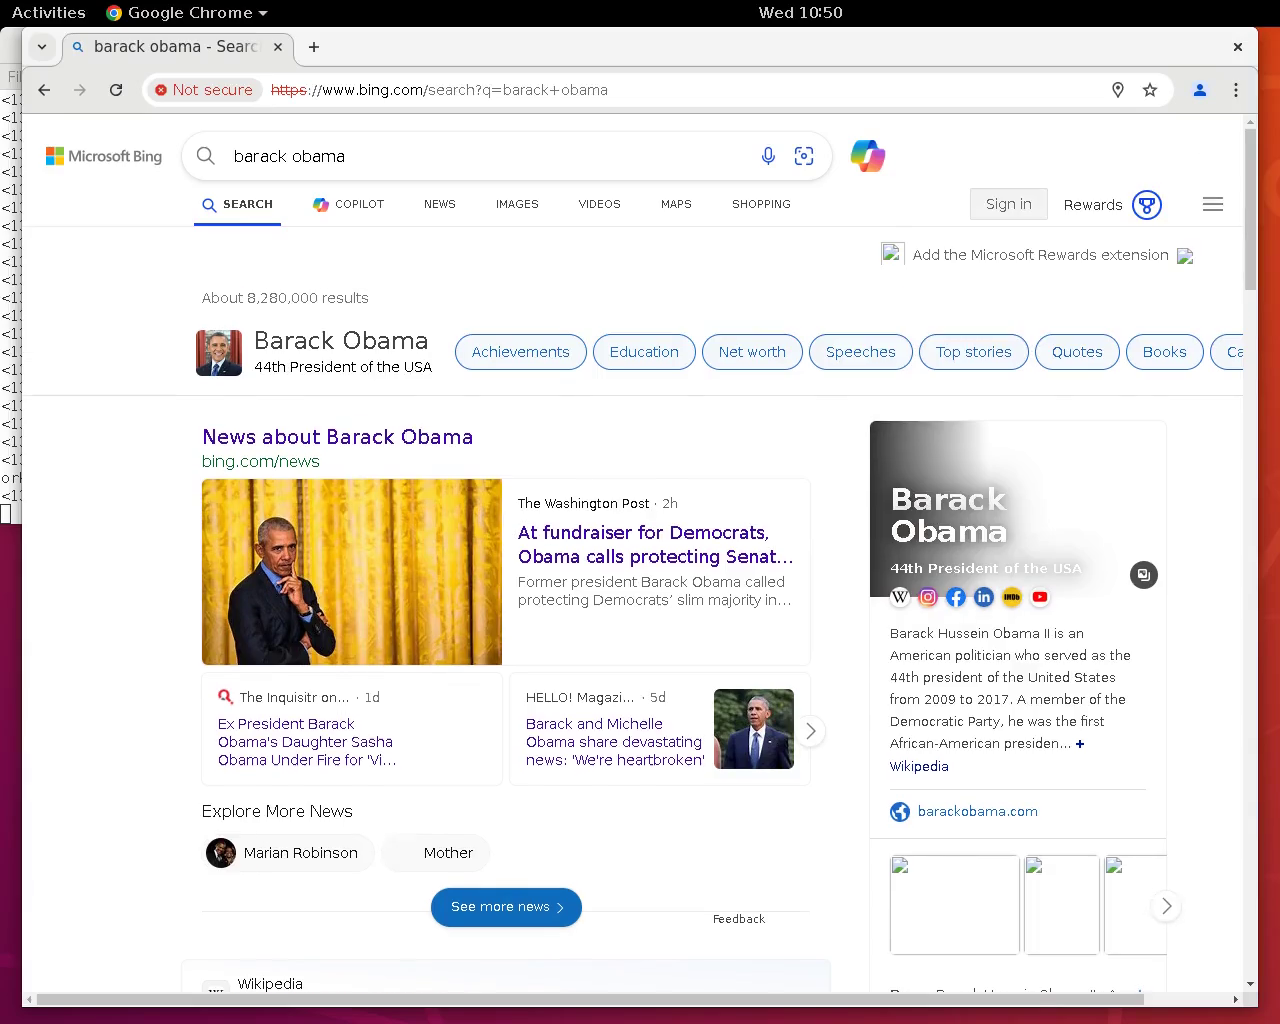 Activities
Google Chrome
Wed 10:50
barack obama - Searc
Not secure
https://www.bing.com/search?q=barack+obama
Microsoft Bing
barack obama
SEARCH
COPILOT
NEWS
IMAGES
VIDEOS
MAPS
SHOPPING
Sign in
Rewards
Add the Microsoft Rewards extension
About 8,280,000 results
Barack Obama
44th President of the USA
Achievements
Education
Net worth
Speeches
Top stories
Quotes
Books
Ca
News about Barack Obama
bing.com/news
The Washington Post · 2h
At fundraiser for Democrats,
Obama calls protecting Senat...
Former president Barack Obama called
protecting Democrats’ slim majority in...
The Inquisitr on... · 1d
Ex President Barack
Obama's Daughter Sasha
Obama Under Fire for 'Vi...
HELLO! Magazi... · 5d
Barack and Michelle
Obama share devastating
news: 'We're heartbroken'
Explore More News
Marian Robinson
Mother
See more news
Feedback
Wikipedia
Barack
Obama
44th President of the USA
W
in
IMDb
Barack Hussein Obama II is an
American politician who served as the
44th president of the United States
from 2009 to 2017. A member of the
Democratic Party, he was the first
African-American presiden... +
Wikipedia
barackobama.com